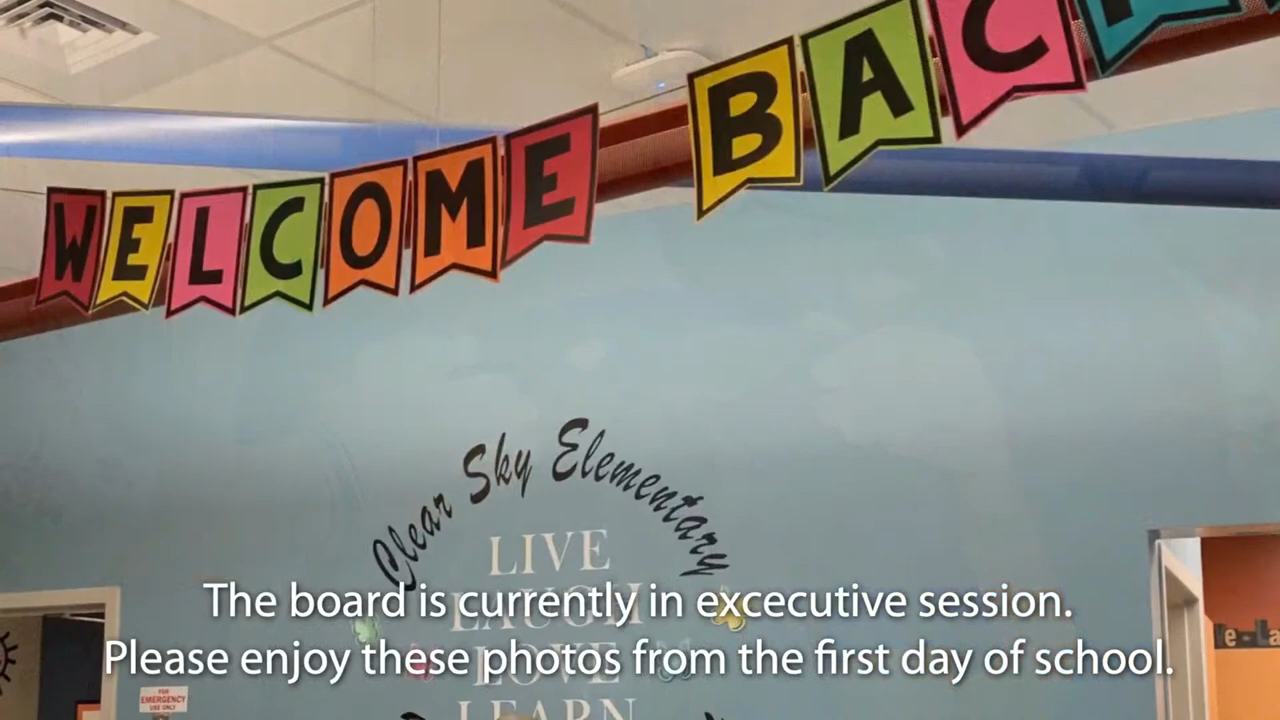 WELCOME BAC
Clear Sky Elementary
LIVE
LAUGH
LOVE
LEARN
The board is currently in excecutive session.
Please enjoy these photos from the first day of school.
FOR
EMERGENCY
USE ONLY